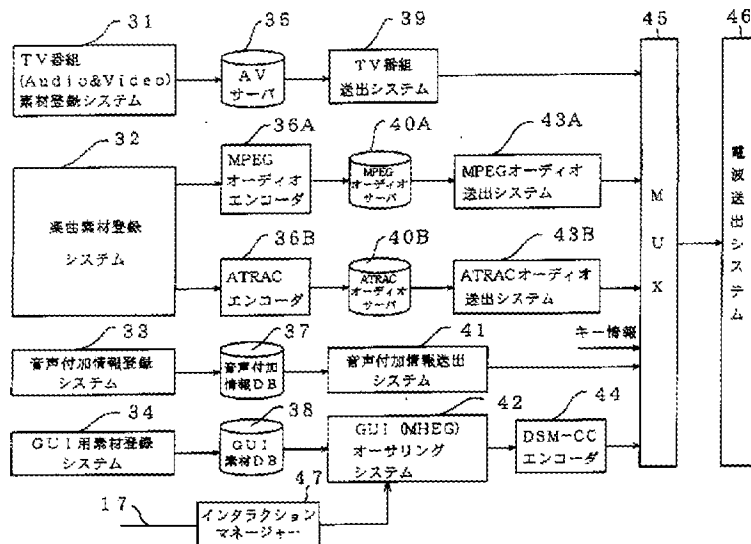 31
35
39
45
46
TV番組
(Audio&Video)
素材登録システム
AV
サーバ
TV番組
送出システム
32
36A
40A
43A
楽曲素材登録
システム
MPEG
オーディオ
エンコーダ
MPEG
オーディオ
サーバ
MPEGオーディオ
送出システム
MUX
電波送出システム
36B
40B
43B
ATRAC
エンコーダ
ATRAC
オーディオ
サーバ
ATRACオーディオ
送出システム
キー情報
33
37
41
音声付加情報登録
システム
音声付加
情報DB
音声付加情報送出
システム
34
38
42
44
GUI用素材登録
システム
GUI
素材DB
GUI(MHEG)
オーサリング
システム
DSM-CC
エンコーダ
47
17
インタラクション
マネージャー